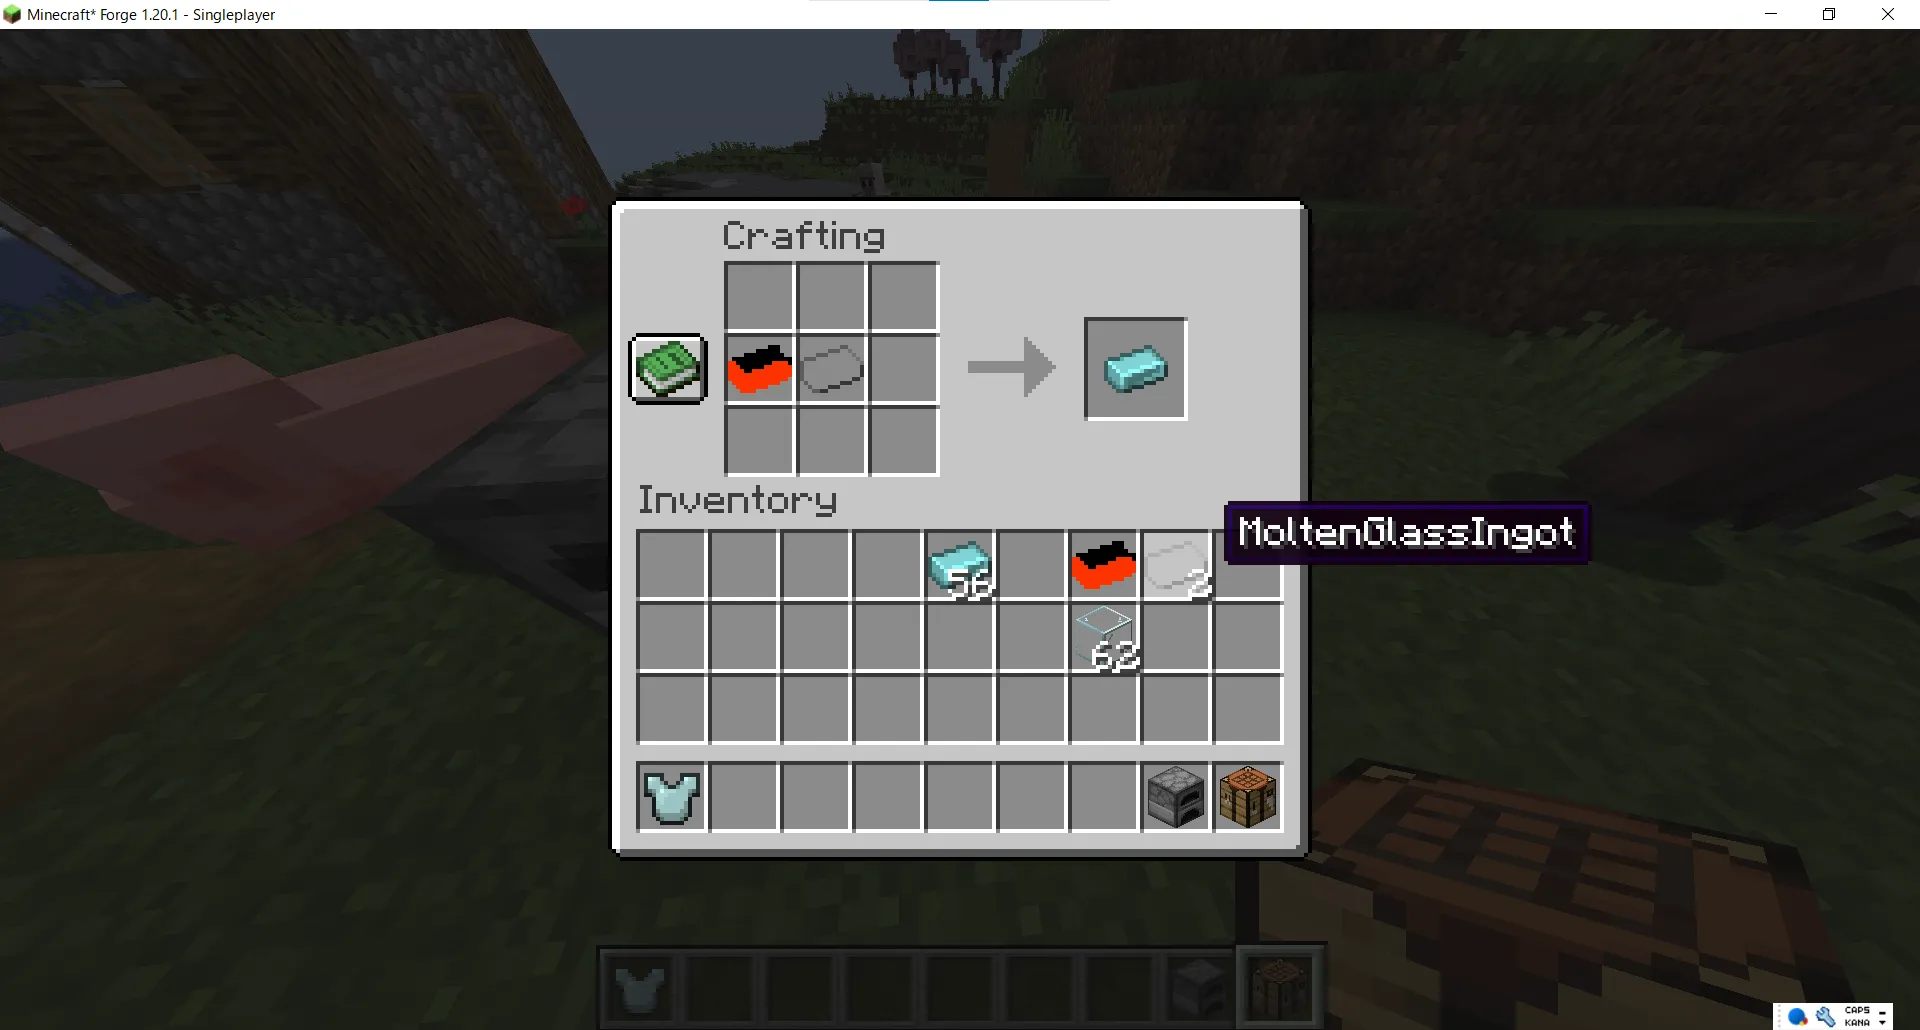 Minecraft* Forge 1.20.1 - Singleplayer
Crafting
Inventory
MoltenGlassIngot
56
2
62
CAPS
KANA